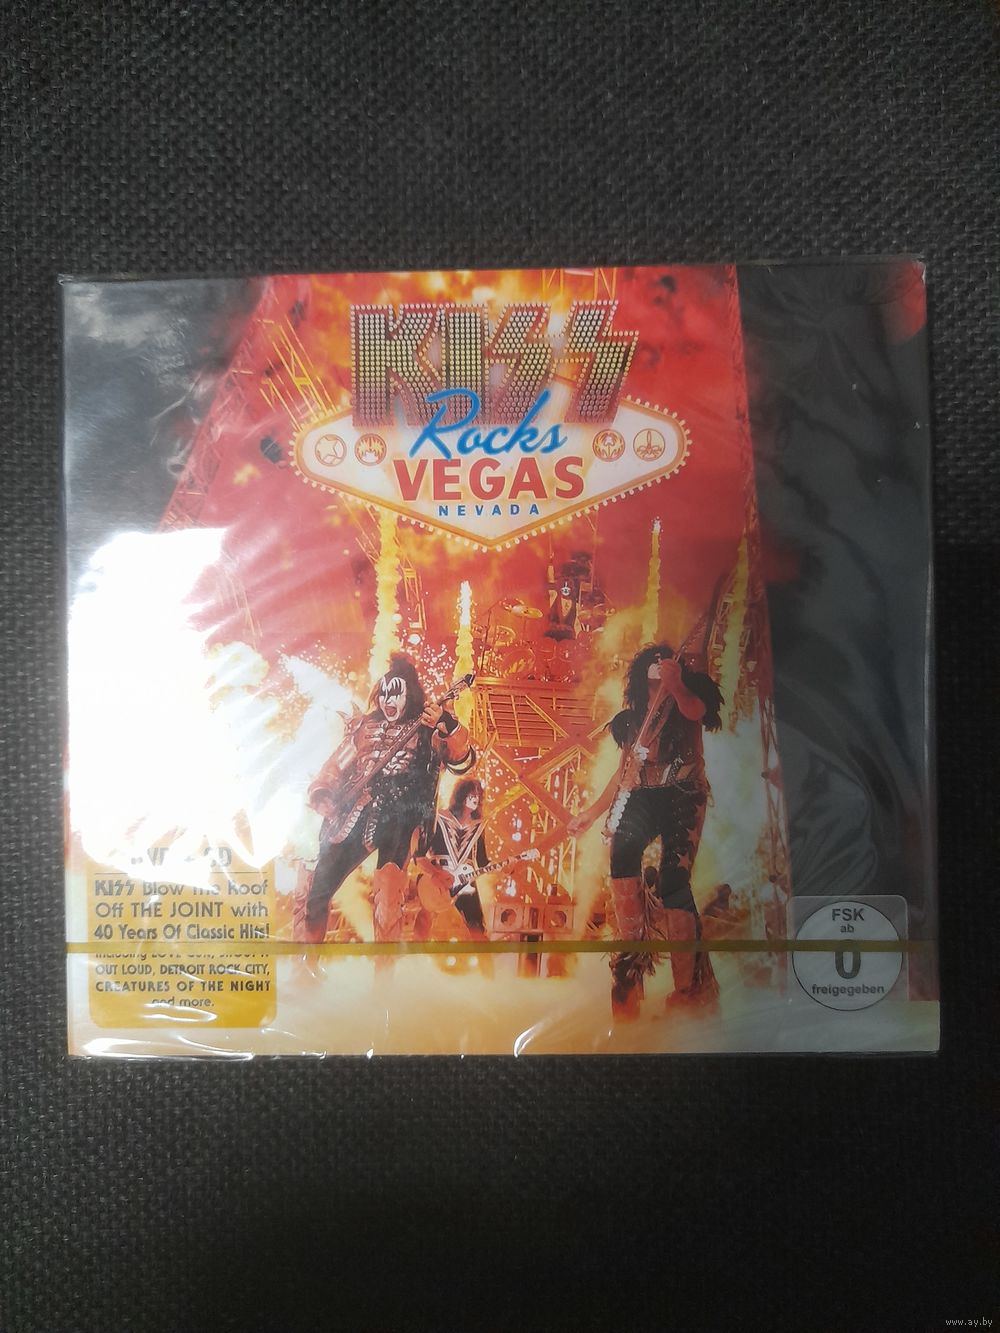 KISS
Rocks
VEGAS
NEVADA
KISS Blow The Roof
Off THE JOINT with
40 Years Of Classic Hits!
OUT LOUD, DETROIT ROCK CITY,
CREATURES OF THE NIGHT
and more.
FSK
ab
0
freigegeben
www.ay.by